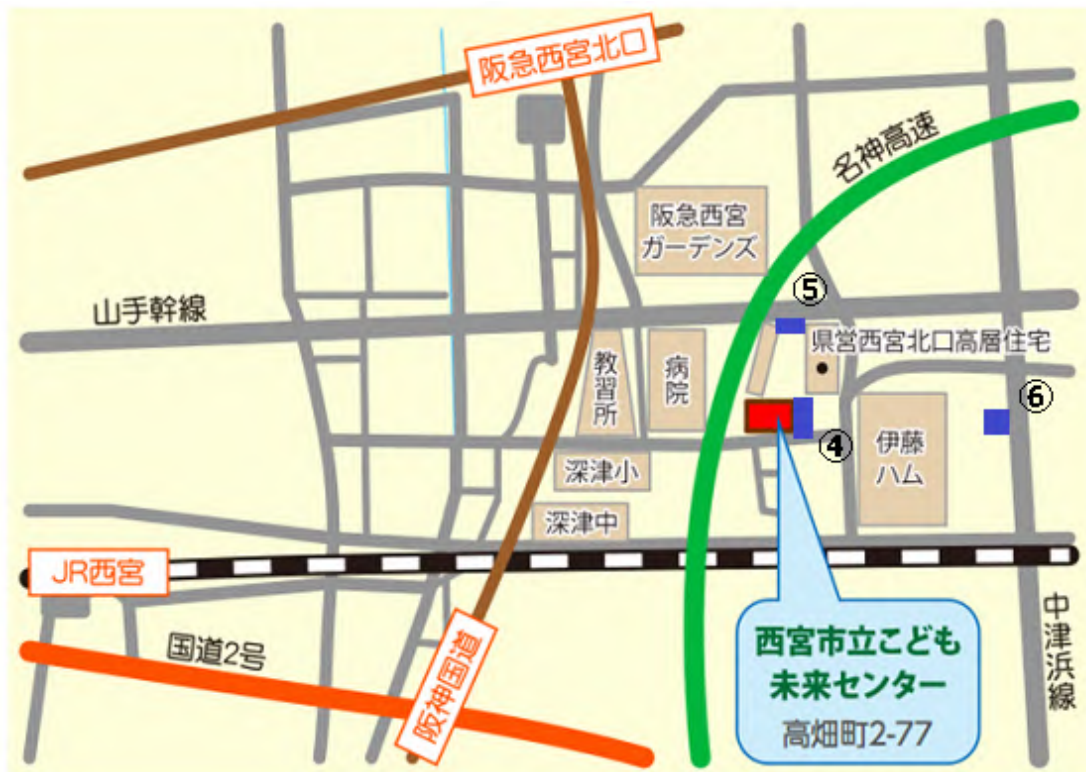 阪急西宮北口
名神高速
阪急西宮
ガーデンズ
⑤
山手幹線
県営西宮北口高層住宅
教習所
病院
⑥
④
伊藤
ハム
深津小
深津中
JR西宮
国道2号
阪神国道
中津浜線
西宮市立こども
未来センター
高畑町2-77